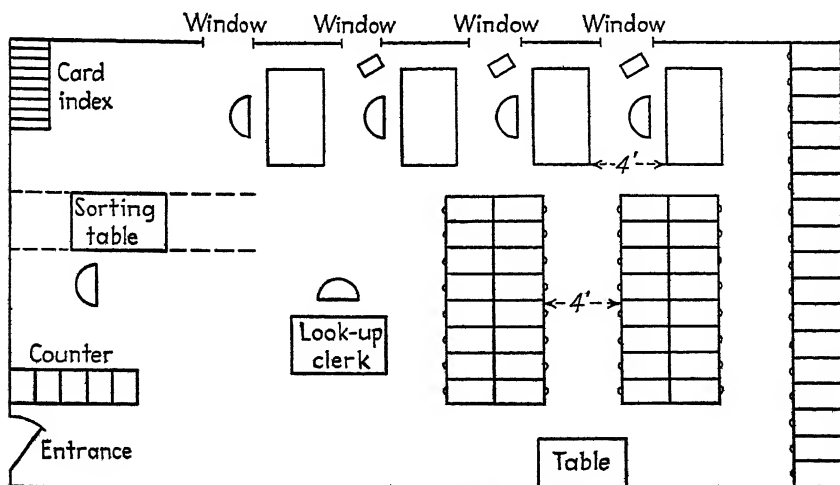 Window Window Window Window
Card
index
4'
Sorting
table
4'
Look-up
clerk
Counter
Entrance
Table